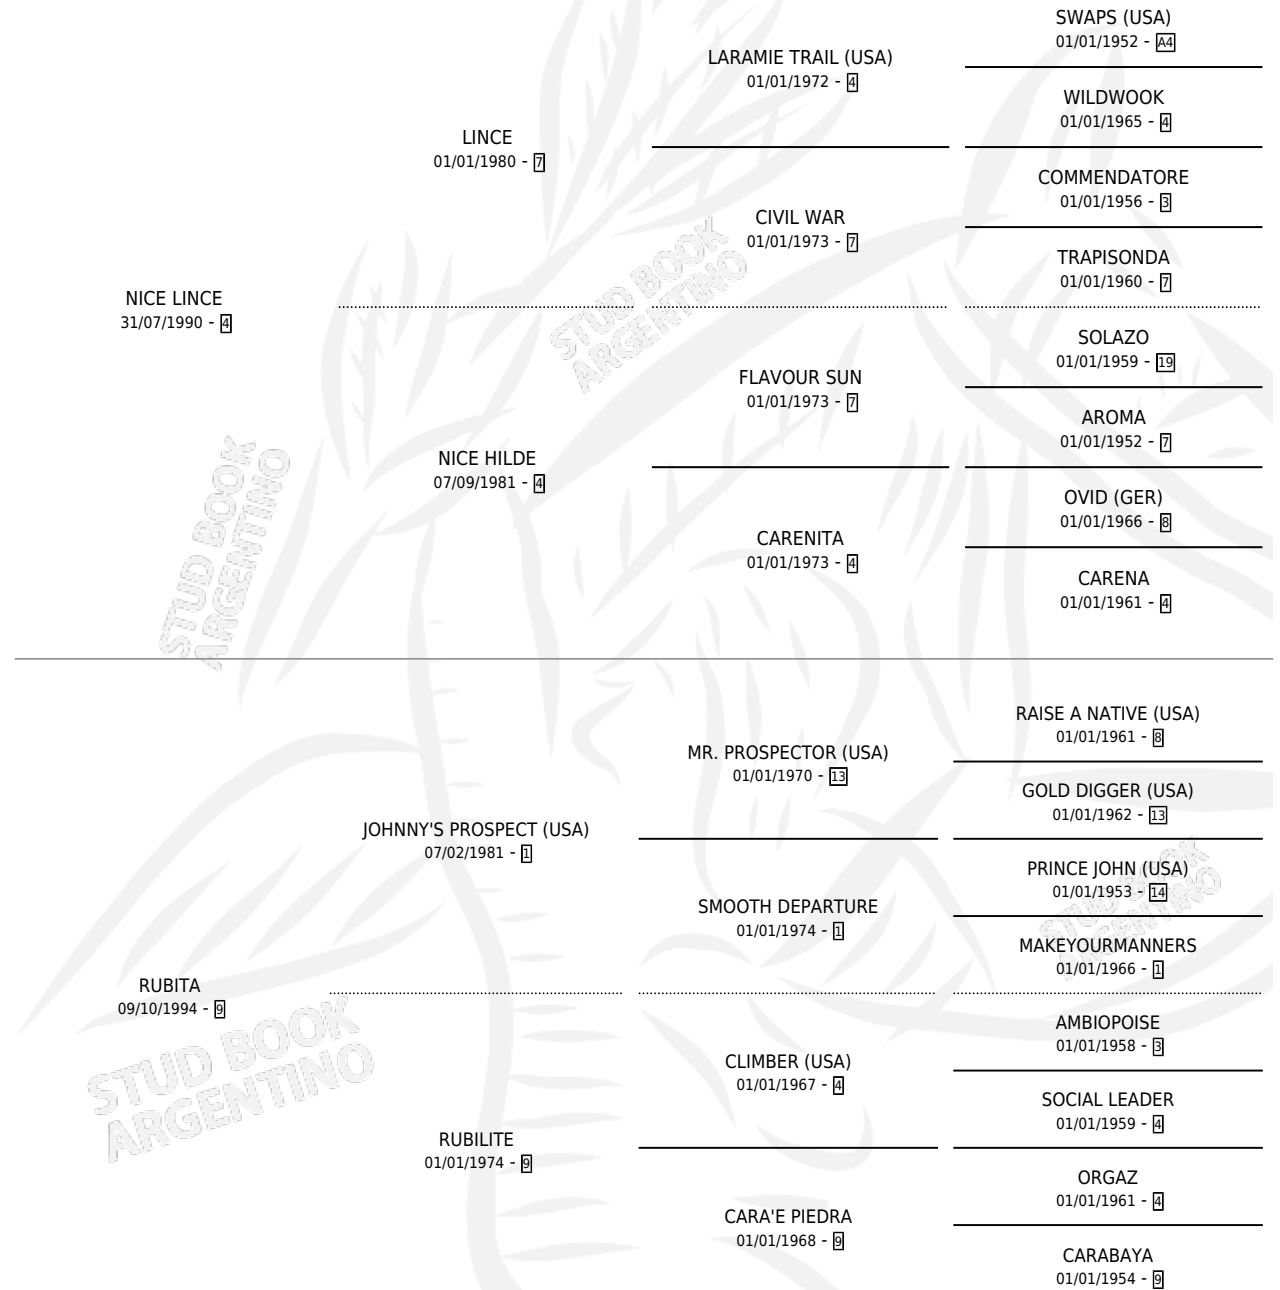 SWAPS (USA)
01/01/1952 - A4
LARAMIE TRAIL (USA)
01/01/1972 - 4
WILDWOOK
01/01/1965 - 4
LINCE
01/01/1980 - 7
COMMENDATORE
01/01/1956 - 3
CIVIL WAR
01/01/1973 - 7
TRAPISONDA
01/01/1960 - 7
NICE LINCE
31/07/1990 - 4
SOLAZO
01/01/1959 - 19
FLAVOUR SUN
01/01/1973 - 7
AROMA
01/01/1952 - 7
NICE HILDE
07/09/1981 - 4
OVID (GER)
01/01/1966 - 8
CARENITA
01/01/1973 - 4
CARENA
01/01/1961 - 4
STUD BOOK
ARGENTINO
STUD BOOK
ARGENTINO
RAISE A NATIVE (USA)
01/01/1961 - 8
MR. PROSPECTOR (USA)
01/01/1970 - 13
GOLD DIGGER (USA)
01/01/1962 - 13
JOHNNY'S PROSPECT (USA)
07/02/1981 - 1
PRINCE JOHN (USA)
01/01/1953 - 14
SMOOTH DEPARTURE
01/01/1974 - 1
MAKEYOURMANNERS
01/01/1966 - 1
RUBITA
09/10/1994 - 9
AMBIOPOISE
01/01/1958 - 3
CLIMBER (USA)
01/01/1967 - 4
SOCIAL LEADER
01/01/1959 - 4
RUBILITE
01/01/1974 - 9
ORGAZ
01/01/1961 - 4
CARA'E PIEDRA
01/01/1968 - 9
CARABAYA
01/01/1954 - 9
STUD BOOK
ARGENTINO
STUD BOOK
ARGENTINO